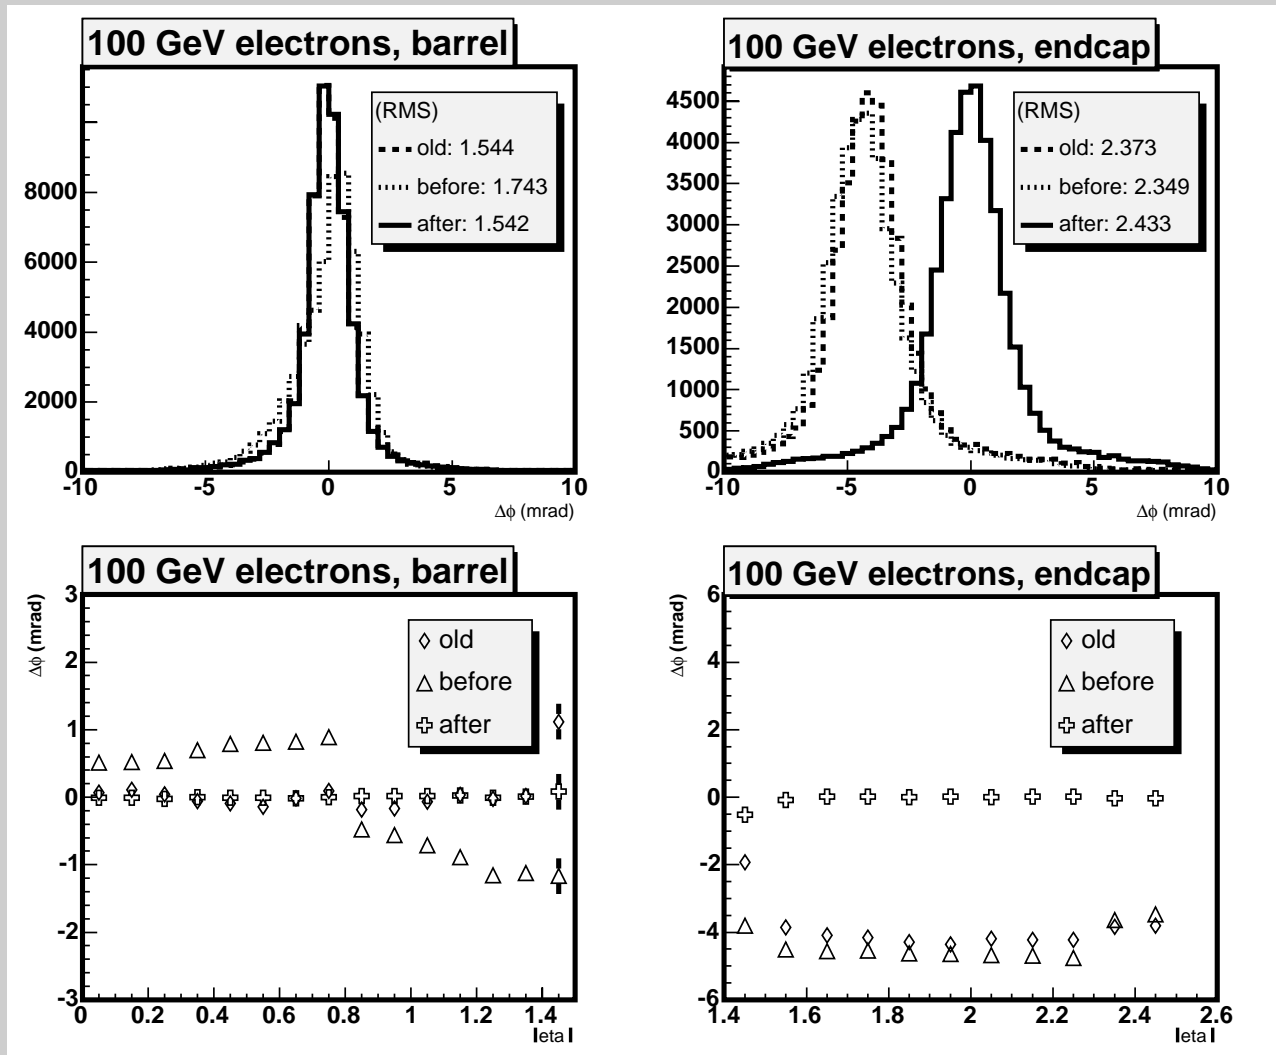 100 GeV electrons, barrel
(RMS)
old: 1.544
before: 1.743
after: 1.542
8000
6000
4000
2000
0
-10 -5 0 5 10
Δϕ (mrad)
100 GeV electrons, endcap
(RMS)
old: 2.373
before: 2.349
after: 2.433
4500
4000
3500
3000
2500
2000
1500
1000
500
0
-10 -5 0 5 10
Δϕ (mrad)
100 GeV electrons, barrel
Δϕ (mrad)
old
before
after
3
2
1
0
-1
-2
-3
0 0.2 0.4 0.6 0.8 1 1.2 1.4
|eta|
100 GeV electrons, endcap
Δϕ (mrad)
old
before
after
6
4
2
0
-2
-4
-6
1.4 1.6 1.8 2 2.2 2.4 2.6
|eta|